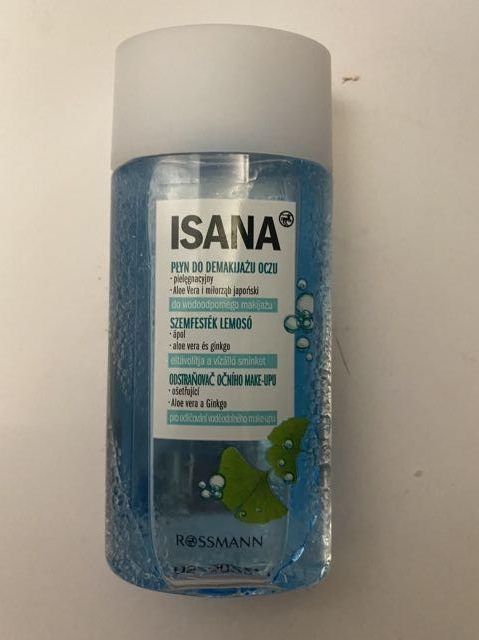 ISANA
PŁYN DO DEMAKIJAŻU OCZU
• pielęgnacyjny
• Aloe Vera i miłorząb japoński
do wodoodpornego makijażu
SZEMFESTÉK LEMOSÓ
• ápol
• aloe vera és ginkgo
eltávolítja a vízálló sminket
ODSTRAŇOVAČ OČNÍHO MAKE-UPU
• ošetřující
• Aloe vera a Ginkgo
pro odličování voděodolného make-upu
ROSSMANN